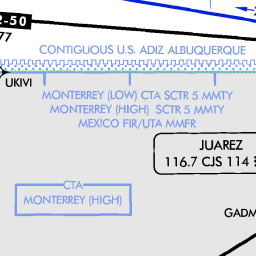 2-50
77
CONTIGUOUS U.S. ADIZ ALBUQUERQUE
UKIVI
MONTERREY (LOW) CTA SCTR 5 MMTY
MONTERREY (HIGH) SCTR 5 MMTY
MEXICO FIR/UTA MMFR
JUAREZ
116.7 CJS 114
CTA
MONTERREY (HIGH)
GADM